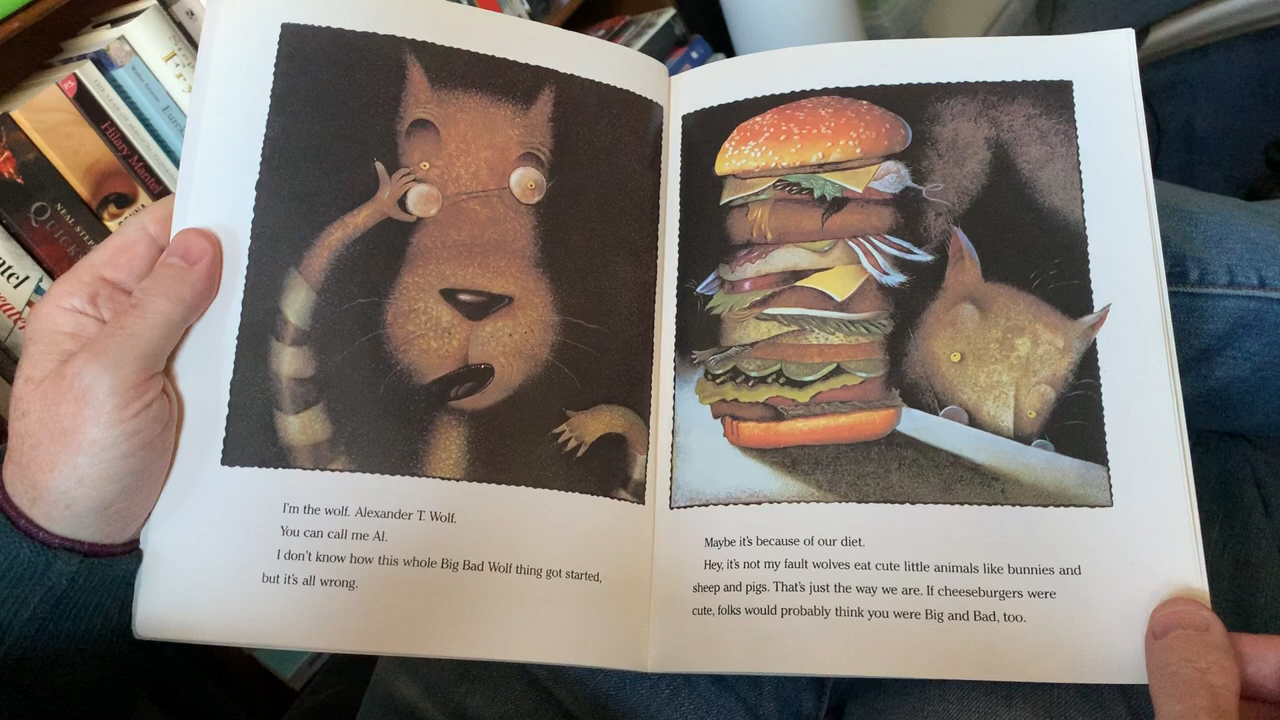 Hilary Mantel
QUICKS
I'm the wolf. Alexander T. Wolf.
You can call me Al.
I don't know how this whole Big Bad Wolf thing got started,
but it's all wrong.
Maybe it's because of our diet.
Hey, it's not my fault wolves eat cute little animals like bunnies and
sheep and pigs. That's just the way we are. If cheeseburgers were
cute, folks would probably think you were Big and Bad, too.